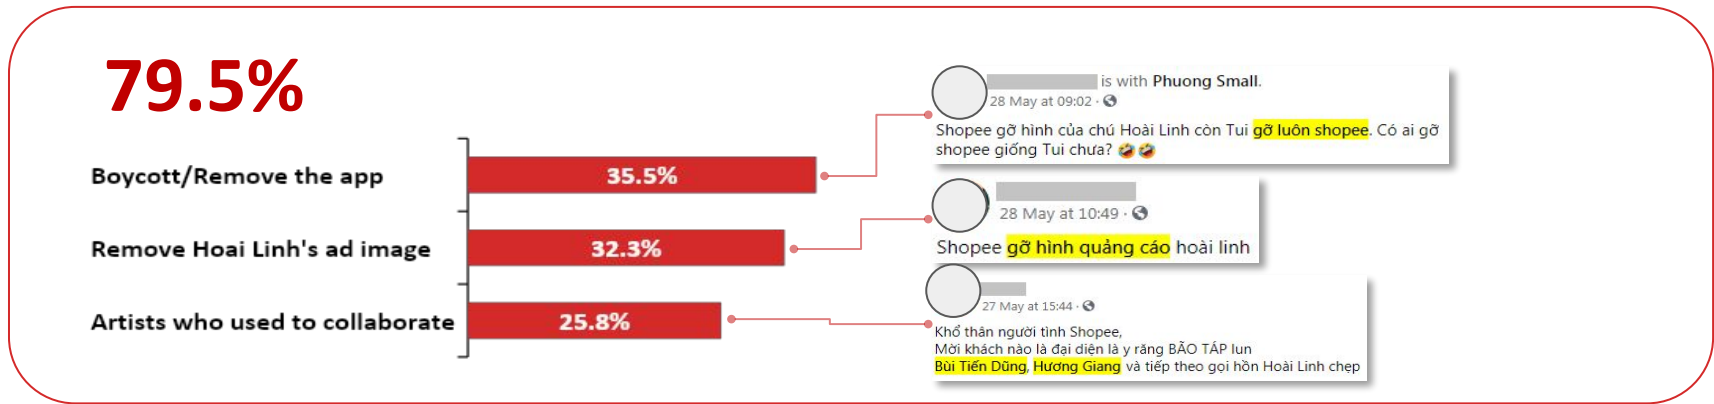 79.5%
Boycott/Remove the app
35.5%
Remove Hoai Linh's ad image
32.3%
Artists who used to collaborate
25.8%
is with Phuong Small.
28 May at 09:02 ·
Shopee gỡ hình của chú Hoài Linh còn Tui gỡ luôn shopee. Có ai gỡ
shopee giống Tui chưa? 🤣🤣
28 May at 10:49 ·
Shopee gỡ hình quảng cáo hoài linh
27 May at 15:44 ·
Khổ thân người tình Shopee,
Mời khách nào là đại diện là y răng BÃO TÁP lun
Bùi Tiến Dũng, Hương Giang và tiếp theo gọi hồn Hoài Linh chẹp